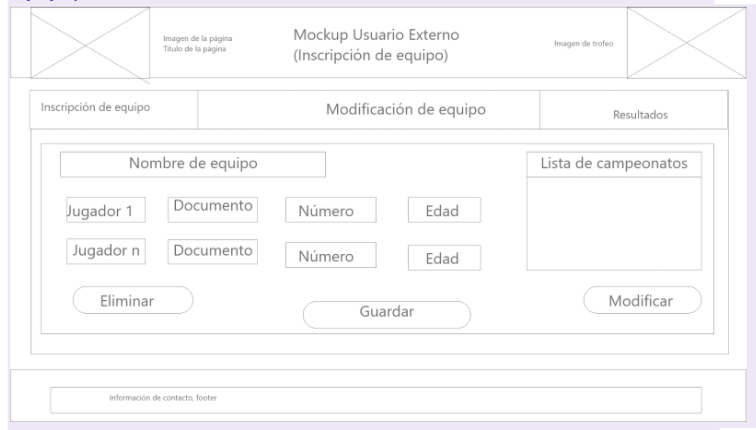 Imagen de la página
Titulo de la página
Mockup Usuario Externo
(Inscripción de equipo)
Imagen de trofeo
Inscripción de equipo
Modificación de equipo
Resultados
Nombre de equipo
Lista de campeonatos
Jugador 1
Documento
Número
Edad
Jugador n
Documento
Número
Edad
Eliminar
Guardar
Modificar
Información de contacto, footer